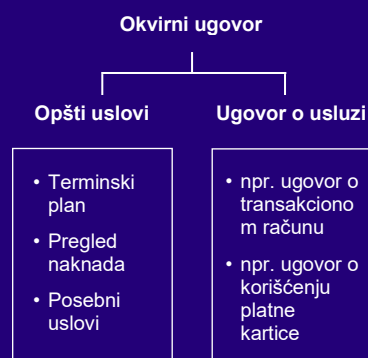 Okvirni ugovor
Opšti uslovi
Ugovor o usluzi
• Terminski
plan
• Pregled
naknada
• Posebni
uslovi
• npr. ugovor o
transakciono
m računu
• npr. ugovor o
korišćenju
platne
kartice